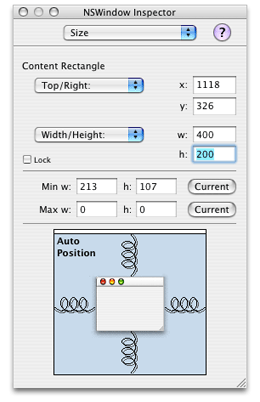 NSWindow Inspector
Size
?
Content Rectangle
Top/Right:
x: 1118
y: 326
Width/Height:
w: 400
h: 200
Lock
Min w: 213 h: 107 Current
Max w: 0 h: 0 Current
Auto
Position